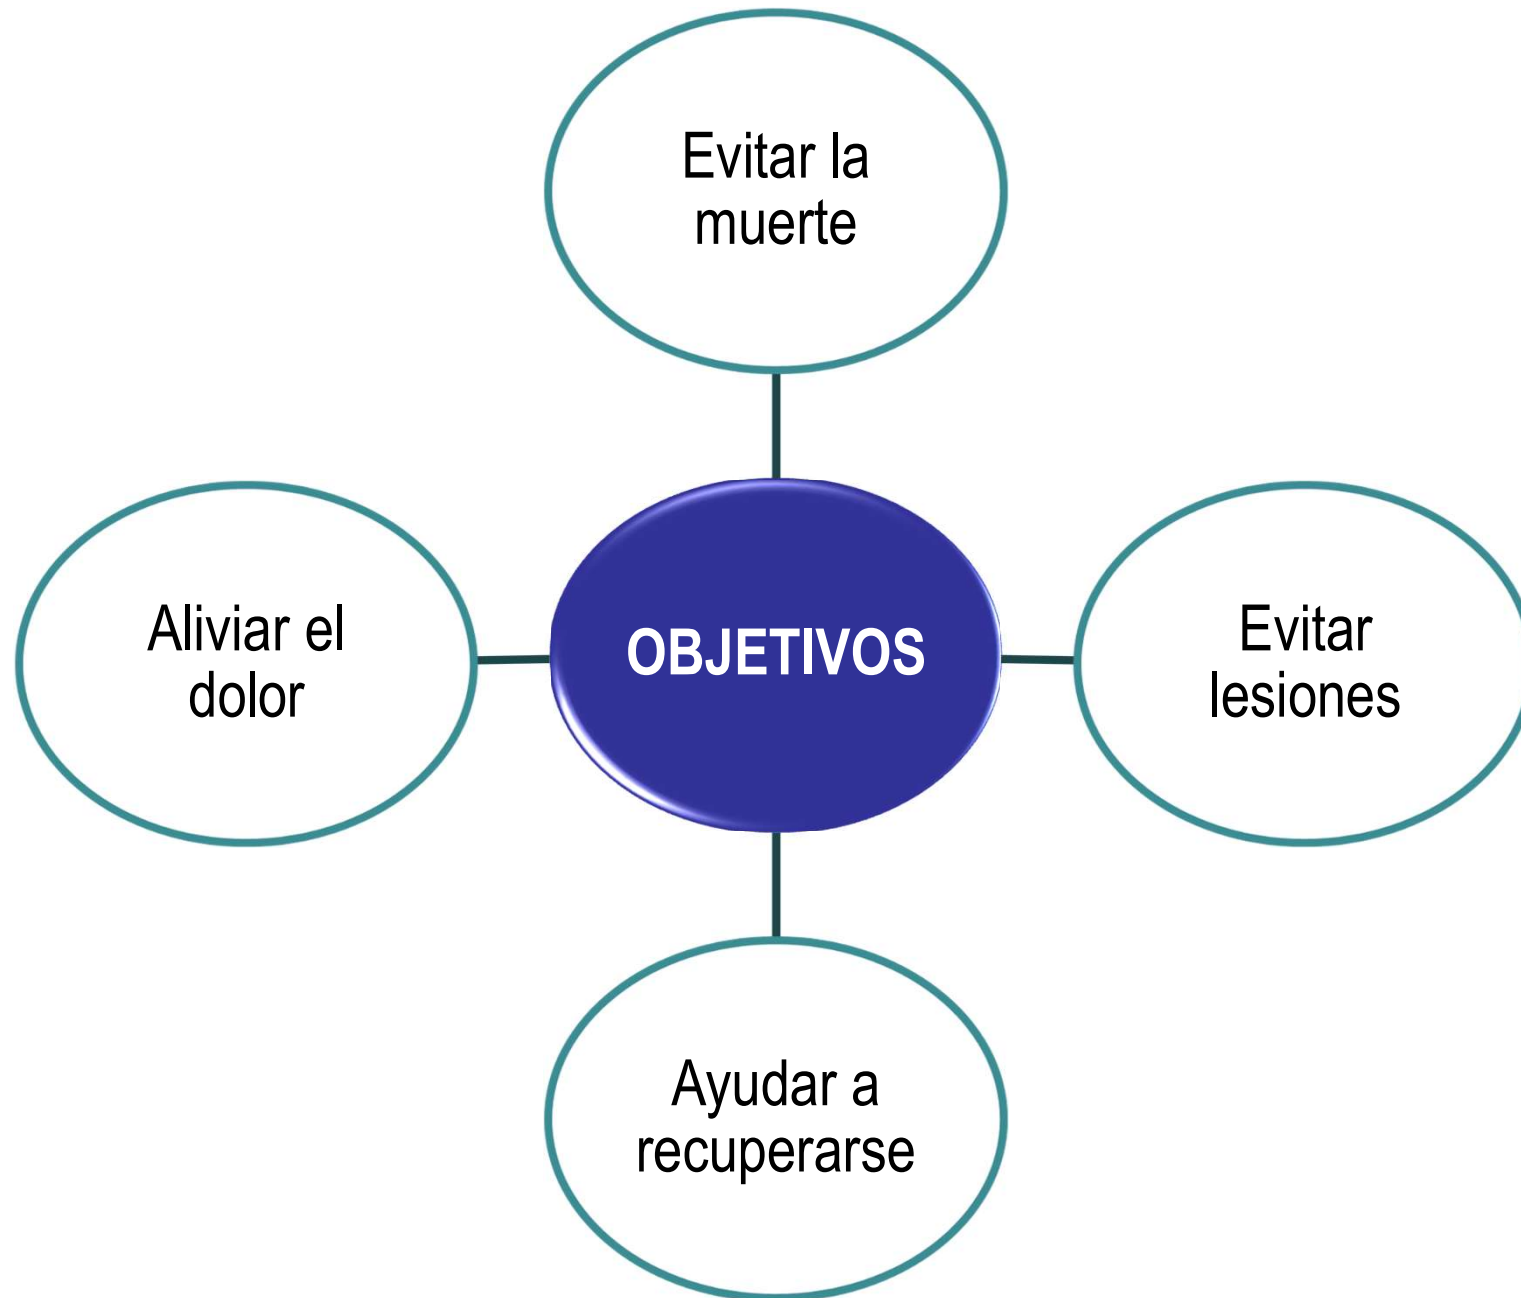 Evitar la
muerte
Aliviar el
dolor
OBJETIVOS
Evitar
lesiones
Ayudar a
recuperarse